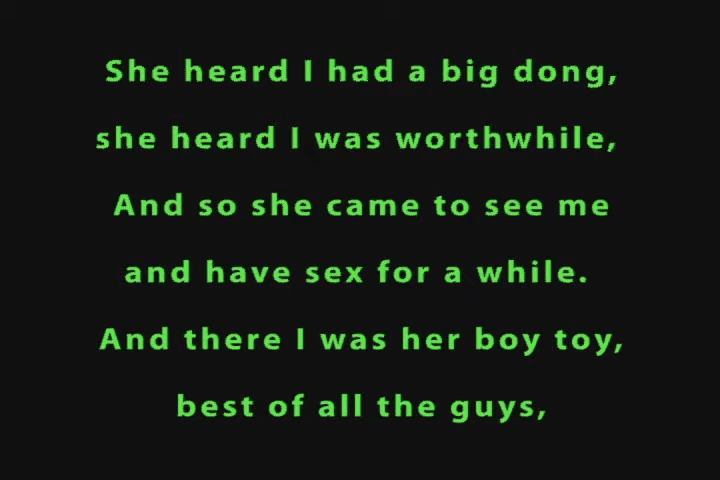 She heard I had a big dong,
she heard I was worthwhile,
And so she came to see me
and have sex for a while.
And there I was her boy toy,
best of all the guys,